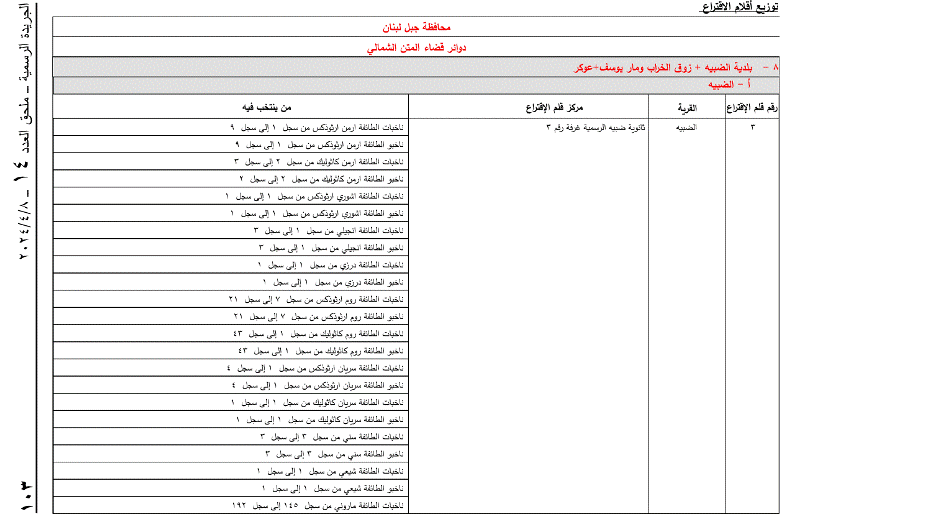 توزيع أقلام الاقتراع
الجريدة الرسمية – ملحق العدد ١٤ – ٢٠٢٤/٤/٨
محافظة جبل لبنان
دوائر قضاء المتن الشمالي
٨ - بلدية الضبيه + زوق الخراب ومار يوسف+عوكر
أ - الضبيه
رقم قلم الإقتراع القرية مركز قلم الإقتراع من ينتخب فيه
٣ الضبيه ثانوية ضبيه الرسمية غرفة رقم ٣ ناخبات الطائفة ارمن ارثوذكس من سجل ١ إلى سجل ٩
ناخبو الطائفة ارمن ارثوذكس من سجل ١ إلى سجل ٩
ناخبات الطائفة ارمن كاثوليك من سجل ٢ إلى سجل ٣
ناخبو الطائفة ارمن كاثوليك من سجل ٢ إلى سجل ٢
ناخبات الطائفة اشوري ارثوذكس من سجل ١ إلى سجل ١
ناخبو الطائفة اشوري ارثوذكس من سجل ١ إلى سجل ١
ناخبات الطائفة انجيلي من سجل ١ إلى سجل ٣
ناخبو الطائفة انجيلي من سجل ١ إلى سجل ٣
ناخبات الطائفة درزي من سجل ١ إلى سجل ١
ناخبو الطائفة درزي من سجل ١ إلى سجل ١
ناخبات الطائفة روم ارثوذكس من سجل ٧ إلى سجل ٢١
ناخبو الطائفة روم ارثوذكس من سجل ٧ إلى سجل ٢١
ناخبات الطائفة روم كاثوليك من سجل ١ إلى سجل ٤٣
ناخبو الطائفة روم كاثوليك من سجل ١ إلى سجل ٤٣
ناخبات الطائفة سريان ارثوذكس من سجل ١ إلى سجل ٤
ناخبو الطائفة سريان ارثوذكس من سجل ١ إلى سجل ٤
ناخبات الطائفة سريان كاثوليك من سجل ١ إلى سجل ١
ناخبو الطائفة سريان كاثوليك من سجل ١ إلى سجل ١
ناخبات الطائفة سني من سجل ٣ إلى سجل ٣
ناخبو الطائفة سني من سجل ٣ إلى سجل ٣
ناخبات الطائفة شيعي من سجل ١ إلى سجل ١
ناخبو الطائفة شيعي من سجل ١ إلى سجل ١
ناخبات الطائفة ماروني من سجل ١٤٥ إلى سجل ١٩٢
١٠٣